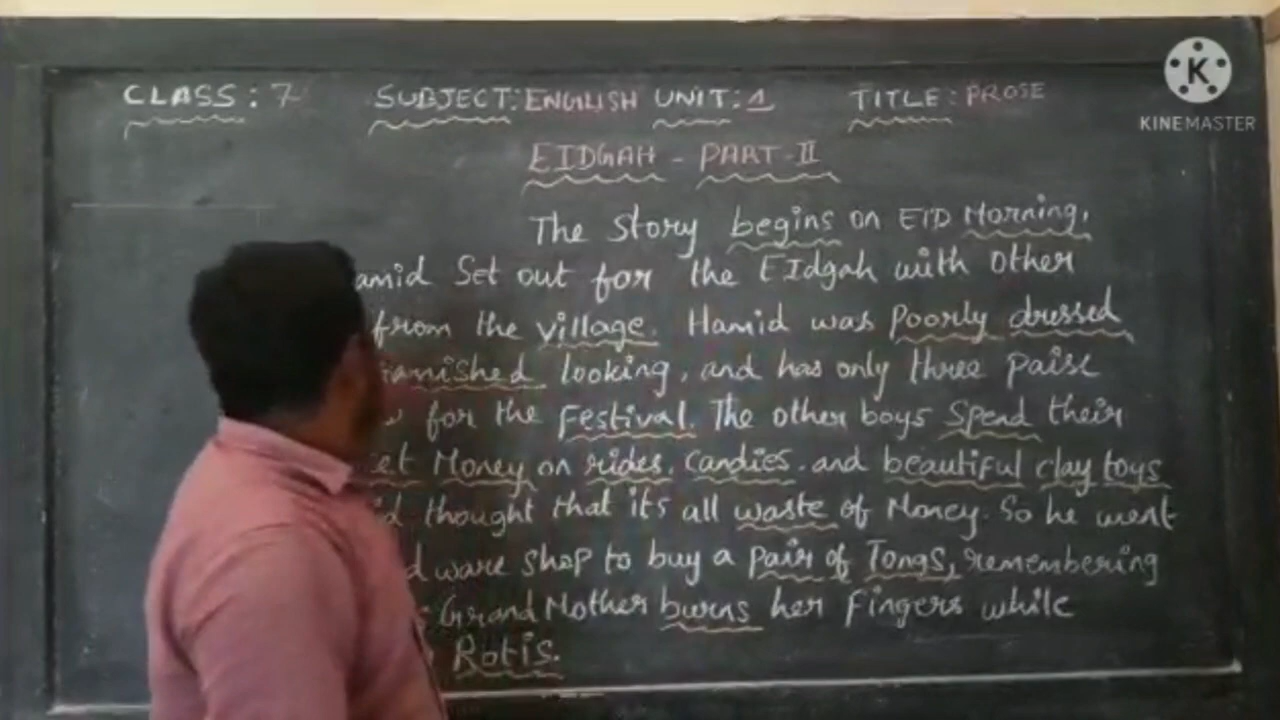 CLASS: 7 SUBJECT: ENGLISH UNIT: 1 TITLE: PROSE
KINEMASTER
EIDGAH - PART-II
The Story begins on EID Morning,
amid Set out for the EIdgah with other
from the village. Hamid was Poorly dressed
looking, and has only three paise
for the Festival. The other boys Spend their
et Money on rides, Candies, and beautiful clay toys
thought that it's all waste of Money. So he went
ware shop to buy a pair of Tongs, remembering
Grand Mother burns her Fingers while
Rotis.